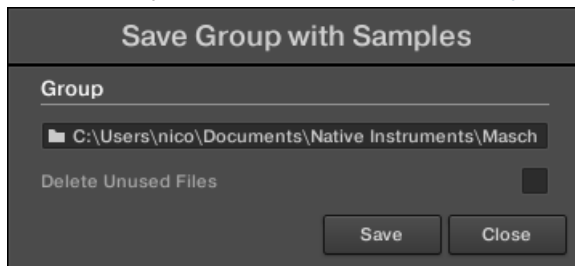 Save Group with Samples
Group
C:\Users\nico\Documents\Native Instruments\Masch
Delete Unused Files
Save
Close